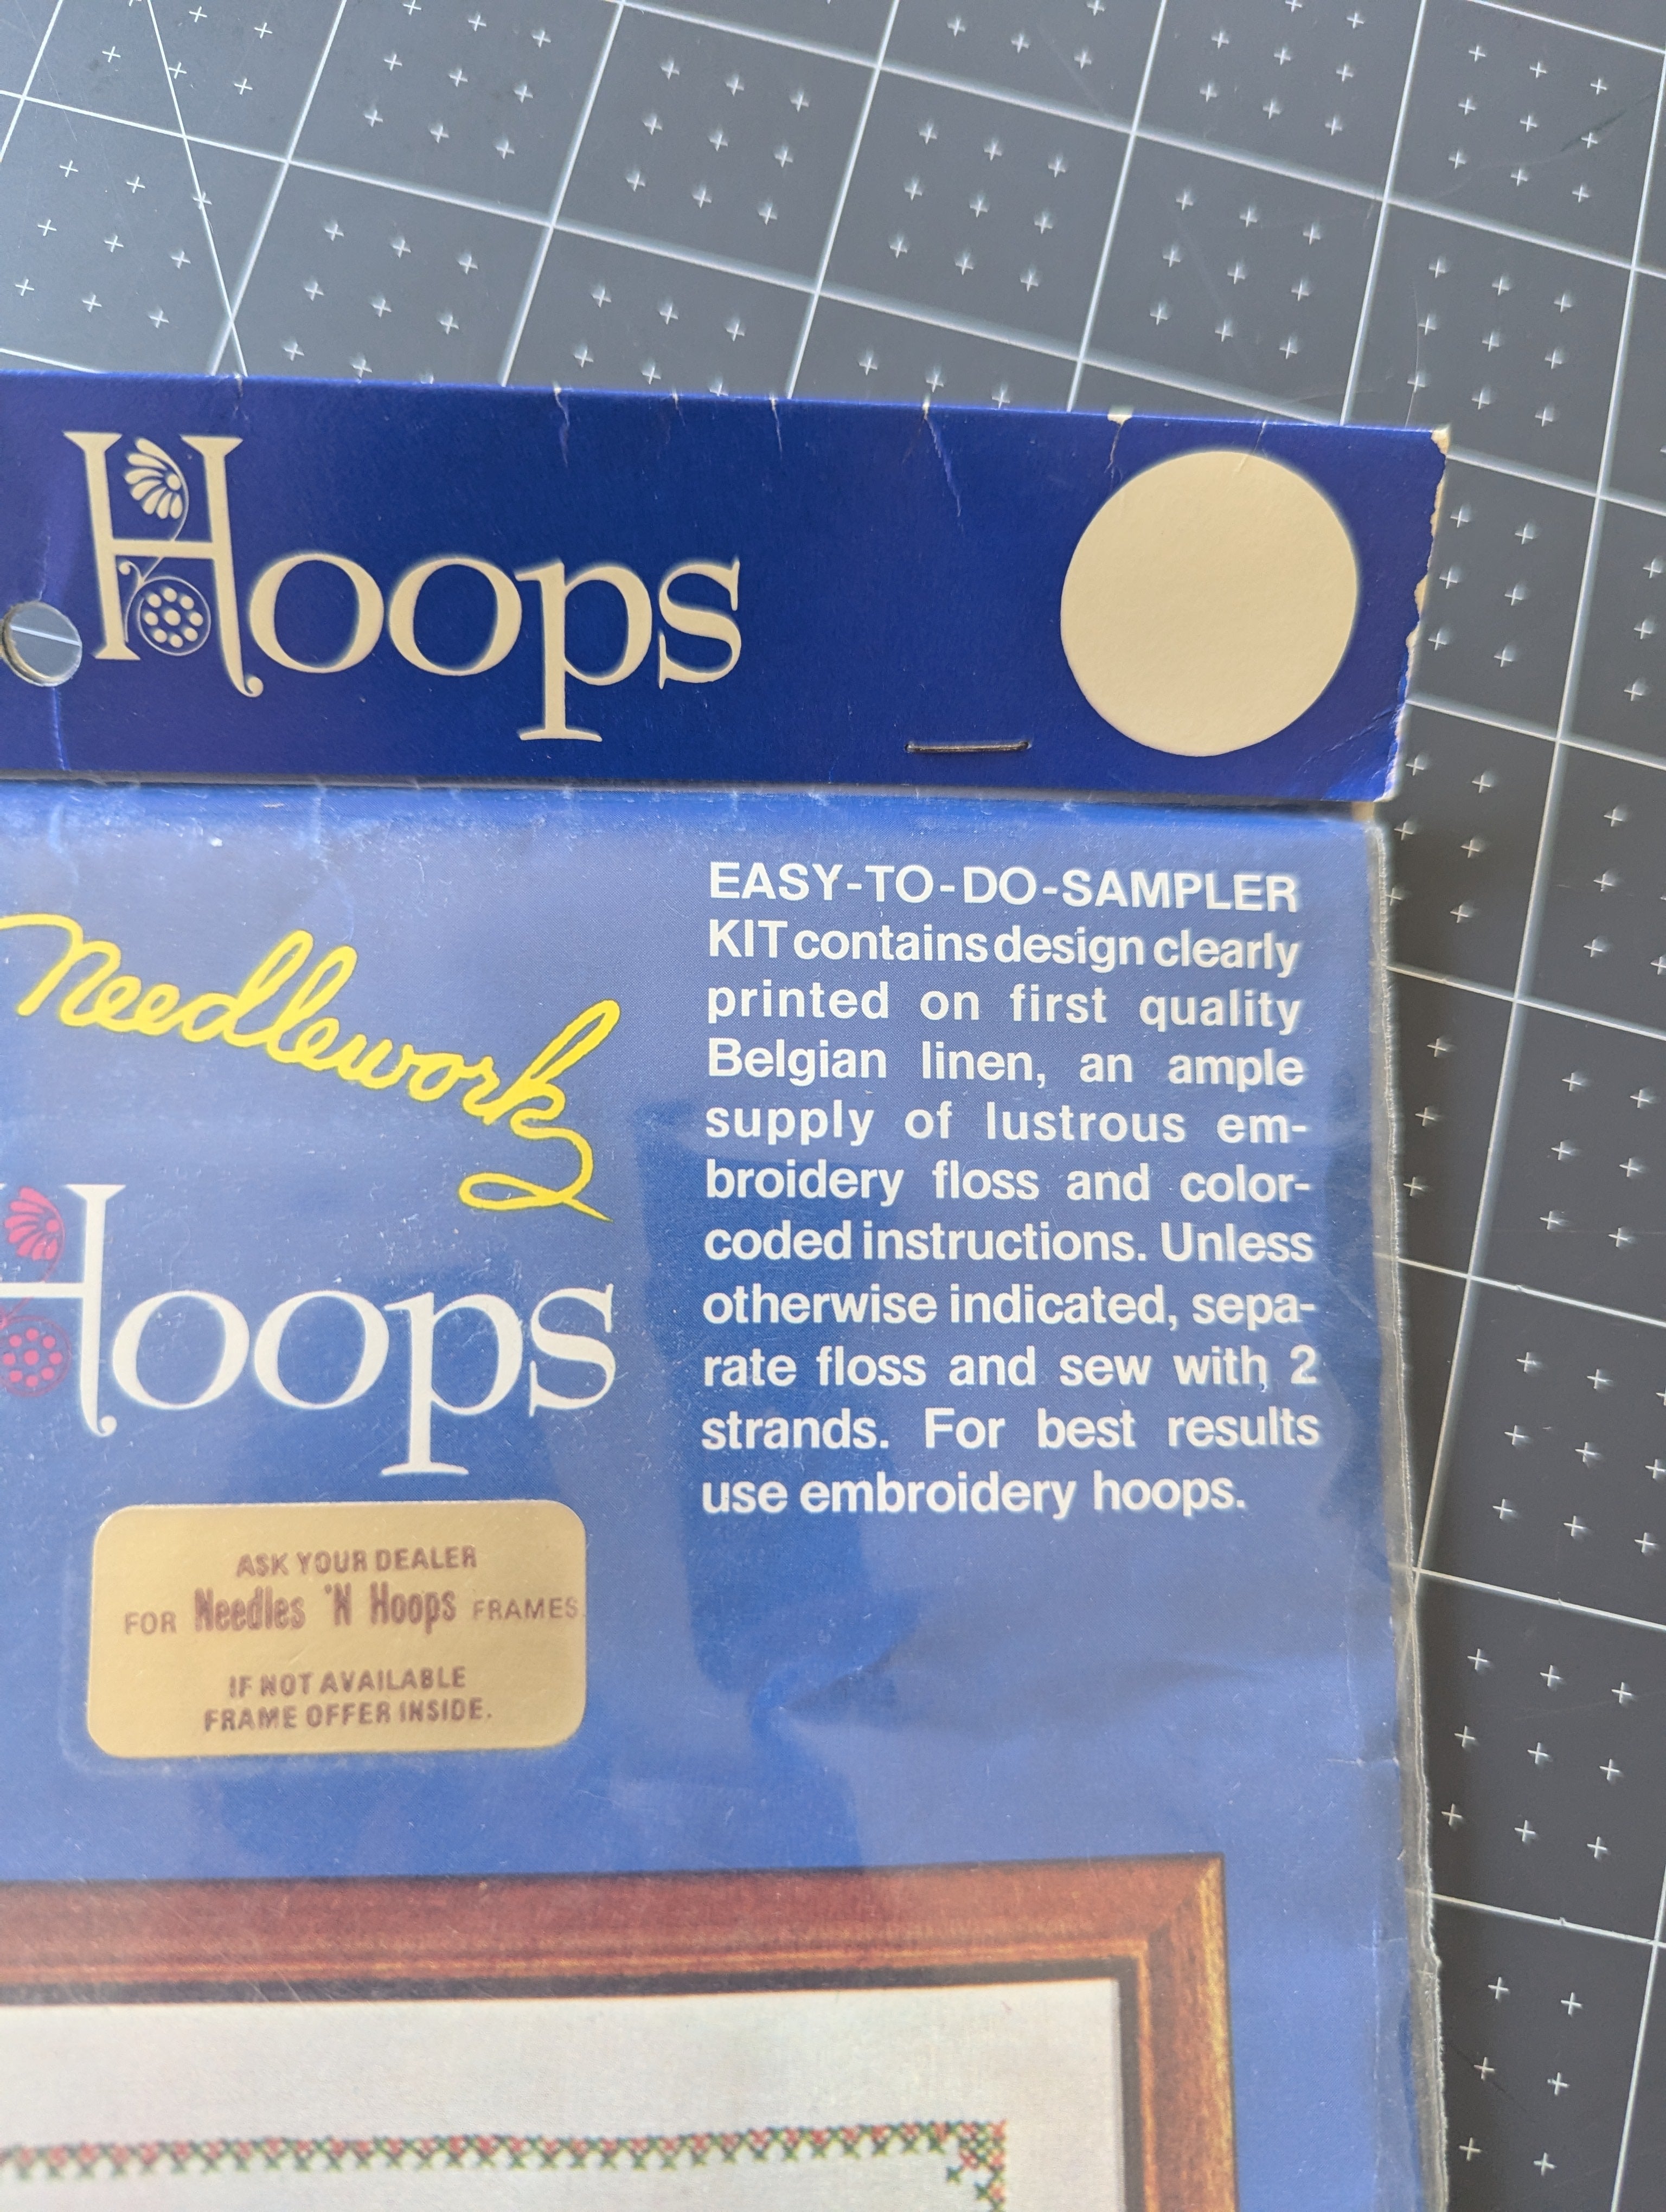 Hoops
needlework
Hoops
EASY-TO-DO-SAMPLER
KIT contains design clearly
printed on first quality
Belgian linen, an ample
supply of lustrous em-
broidery floss and color-
coded instructions. Unless
otherwise indicated, sepa-
rate floss and sew with 2
strands. For best results
use embroidery hoops.
ASK YOUR DEALER
FOR Needles 'N Hoops FRAMES
IF NOT AVAILABLE
FRAME OFFER INSIDE.